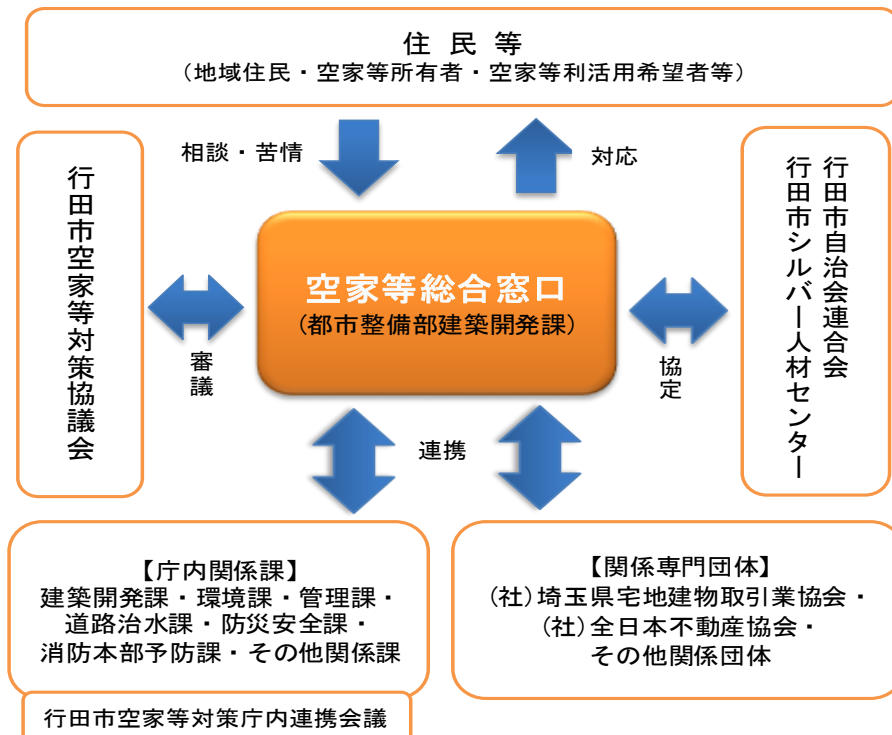 住 民 等
（地域住民・空家等所有者・空家等利活用希望者等）
相談・苦情
対応
行田市空家等対策協議会
審議
空家等総合窓口
（都市整備部建築開発課）
協定
行田市自治会連合会
行田市シルバー人材センター
連携
【庁内関係課】
建築開発課・環境課・管理課・
道路治水課・防災安全課・
消防本部予防課・その他関係課
行田市空家等対策庁内連携会議
【関係専門団体】
（社）埼玉県宅地建物取引業協会・
（社）全日本不動産協会・
その他関係団体